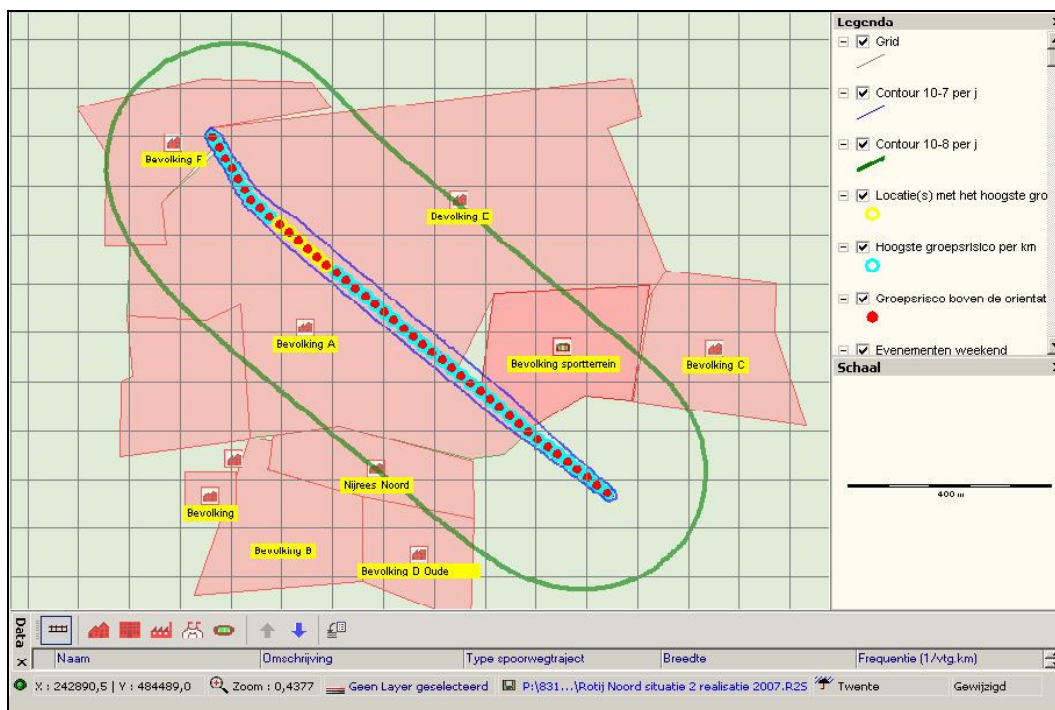 Legenda
Grid
Contour 10-7 per j
Contour 10-8 per j
Locatie(s) met het hoogste gro
Hoogste groepsrisico per km
Groepsrisco boven de orientat
Evenementen weekend
Schaal
400 m
Bevolking F
Bevolking E
Bevolking A
Bevolking sportterrein
Bevolking C
Nijrees Noord
Bevolking
Bevolking B
Bevolking D Oude
Data
Naam Omschrijving Type spoorwegtraject Breedte Frequentie (1/vtg.km)
X : 242890,5 | Y : 484489,0 Zoom : 0,4377 Geen Layer geselecteerd P:\831...\Rotij Noord situatie 2 realisatie 2007.R2S Twente Gewijzigd